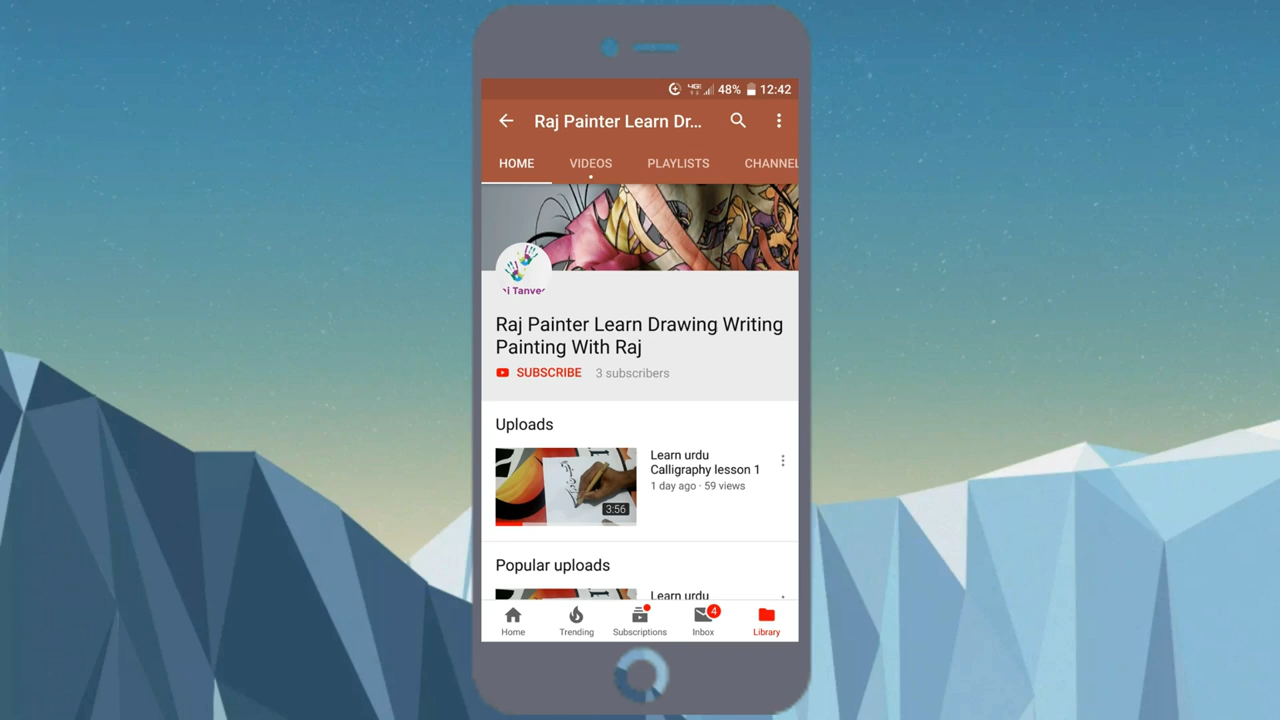 48% 12:42
Raj Painter Learn Dr...
HOME VIDEOS PLAYLISTS CHANNEL
Raj Painter Learn Drawing Writing
Painting With Raj
SUBSCRIBE 3 subscribers
Uploads
Learn urdu
Calligraphy lesson 1
1 day ago · 59 views
3:56
Popular uploads
Learn urdu
4
Home Trending Subscriptions Inbox Library